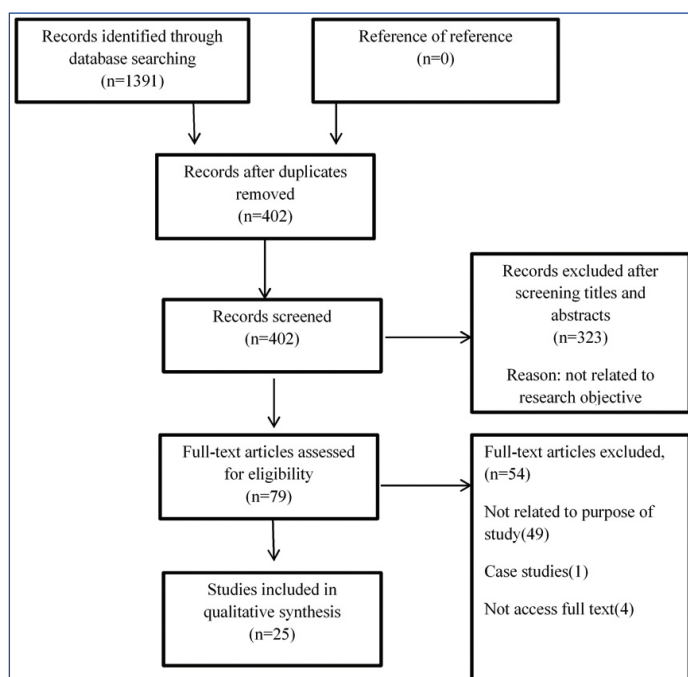 Records identified through
database searching
(n=1391)
Reference of reference
(n=0)
Records after duplicates
removed
(n=402)
Records screened
(n=402)
Records excluded after
screening titles and
abstracts
(n=323)
Reason: not related to
research objective
Full-text articles assessed
for eligibility
(n=79)
Full-text articles excluded,
(n=54)
Not related to purpose of
study(49)
Case studies(1)
Not access full text(4)
Studies included in
qualitative synthesis
(n=25)